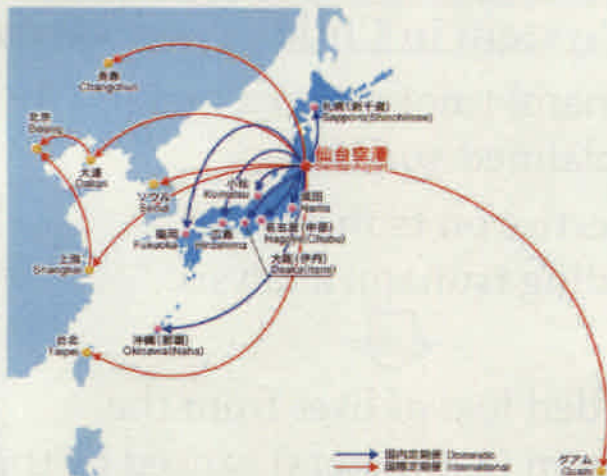 長春
Changchun
北京
Beijing
大連
Dalian
ソウル
Seoul
上海
Shanghai
台北
Taipei
札幌(新千歳)
Sapporo(Shinchitose)
仙台空港
Sendai Airport
小松
Komatsu
成田
Narita
福岡
Fukuoka
広島
Hiroshima
名古屋(中部)
Nagoya(Chubu)
大阪(伊丹)
Osaka(Itami)
沖縄(那覇)
Okinawa(Naha)
国内定期便 Domestic
国際定期便 International
グアム
Guam